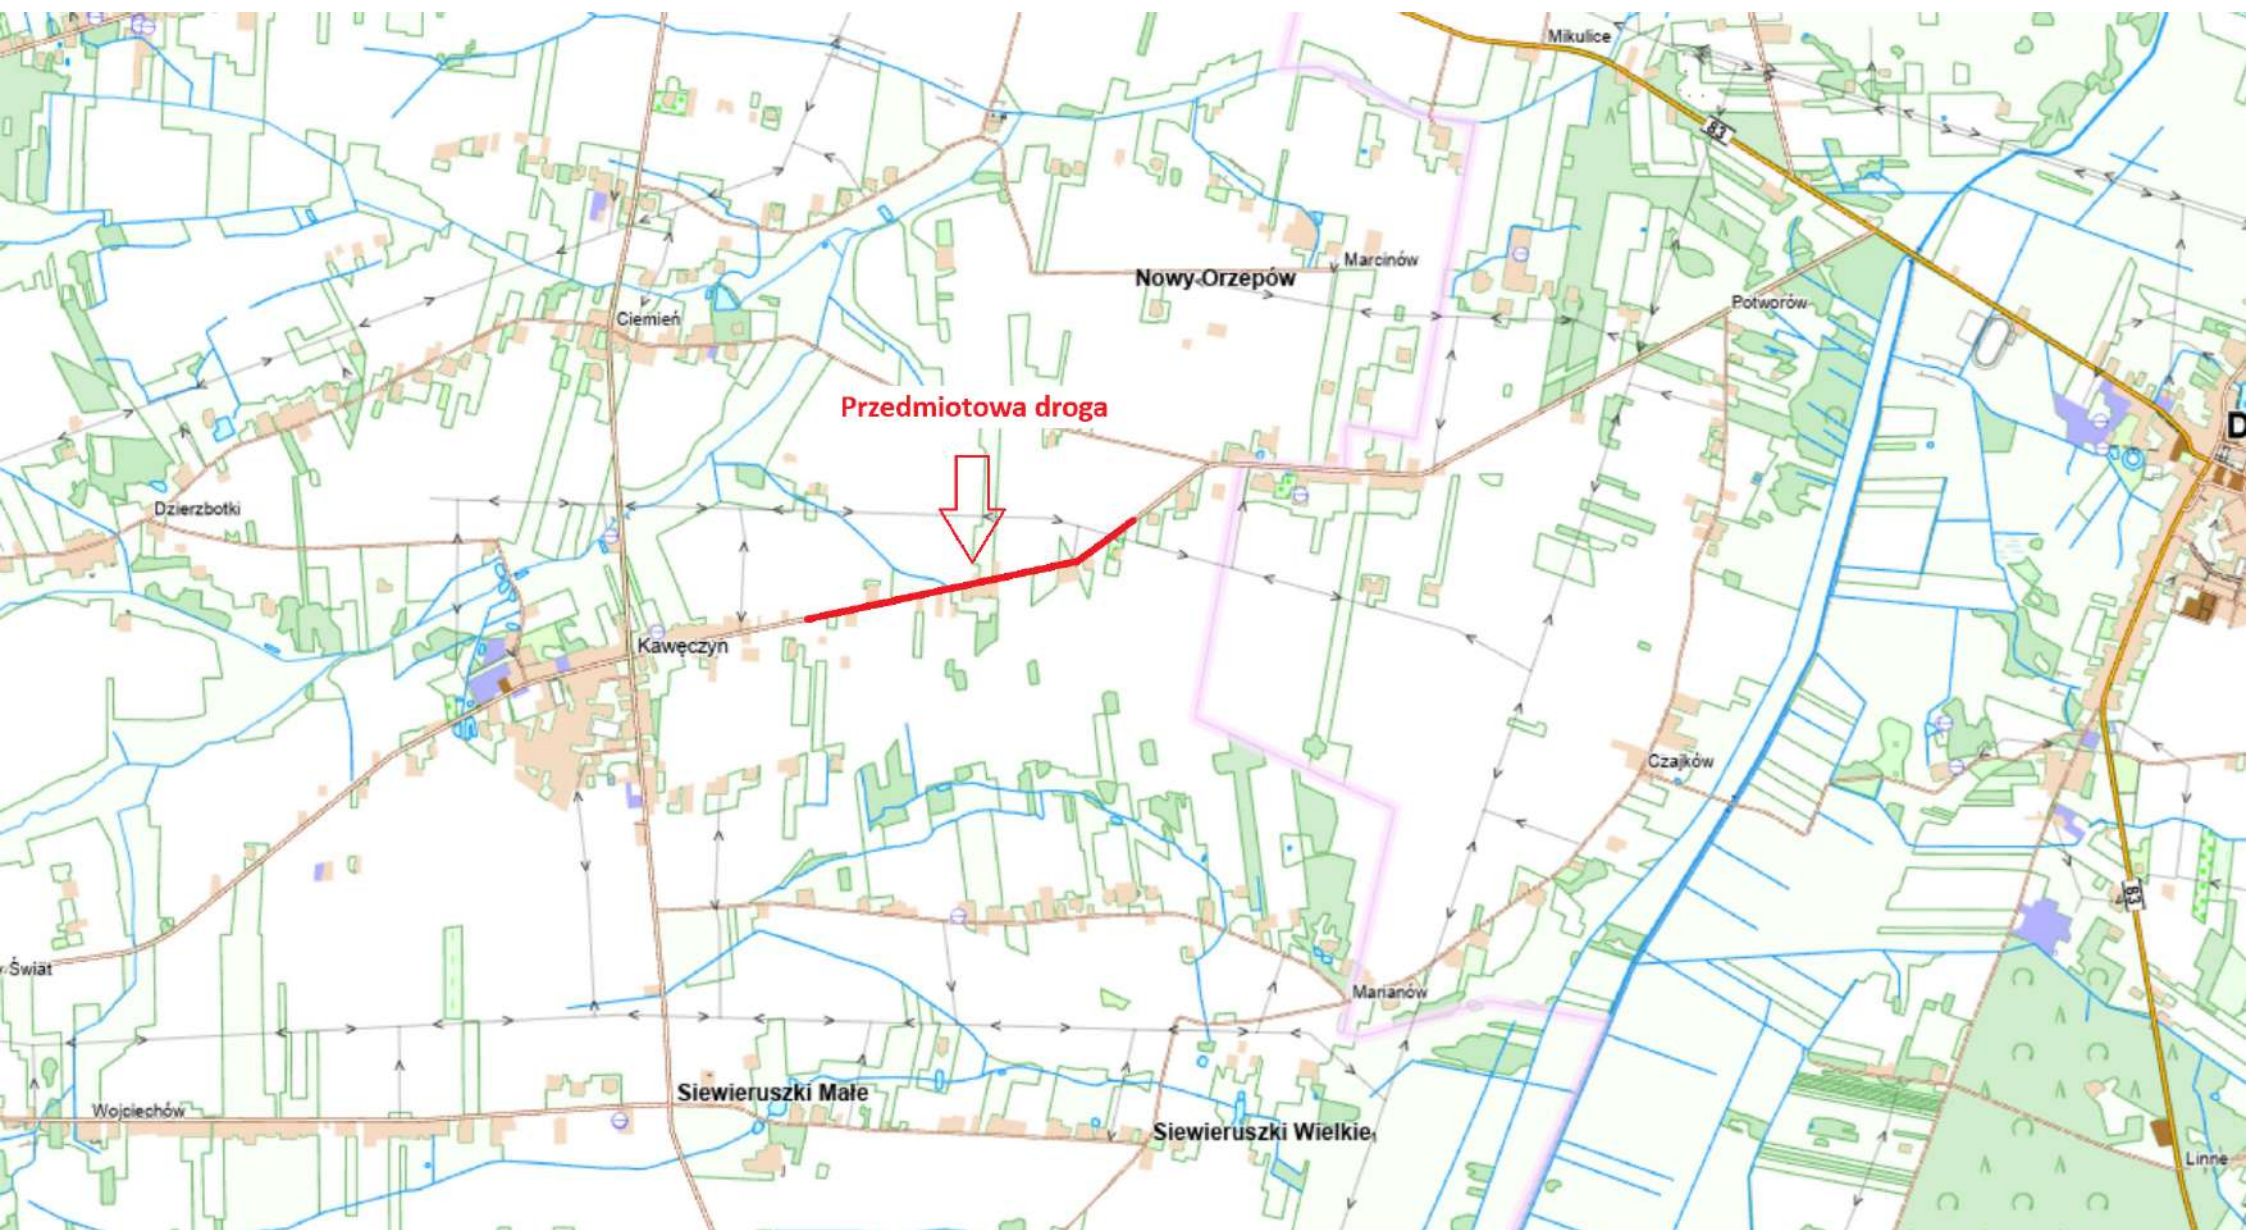 Mikulice
83
Marcinów
Nowy Orzepów
Potworów
Ciemień
Przedmiotowa droga
D
Dzierzbotki
Kawęczyn
Czajków
83
Świat
Marianów
Siewieruszki Małe
Wojciechów
Siewieruszki Wielkie
Linne